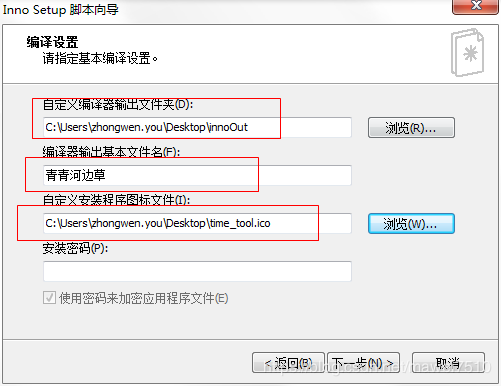 Inno Setup 脚本向导
编译设置
请指定基本编译设置。
自定义编译器输出文件夹(D):
C:\Users\zhongwen.you\Desktop\innoOut
浏览(R)...
编译器输出基本文件名(F):
青青河边草
自定义安装程序图标文件(I):
C:\Users\zhongwen.you\Desktop\time_tool.ico
浏览(W)...
安装密码(P):
使用密码来加密应用程序文件(E)
< 返回(B)
下一步(N) >
取消